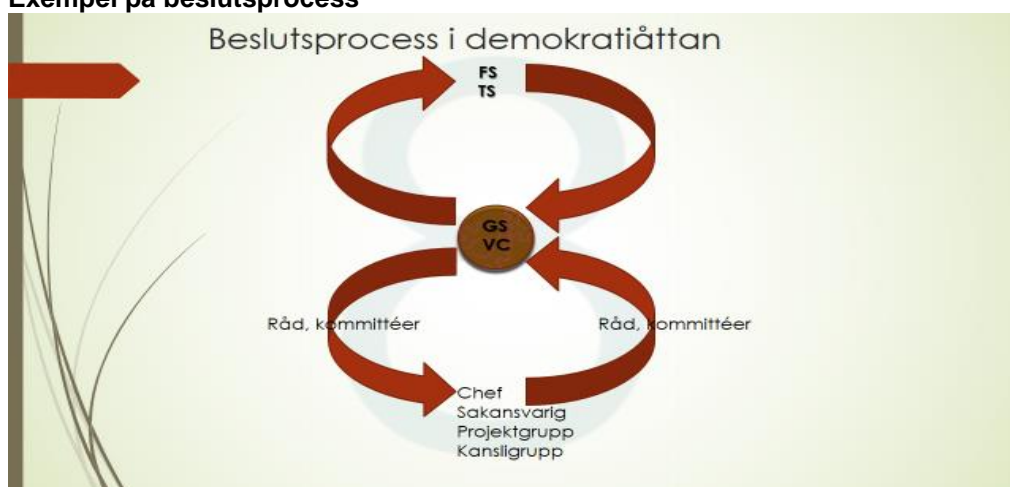 Exempel på beslutsprocess
Beslutsprocess i demokratiåttan
FS
TS
GS
VC
Råd, kommittéer
Råd, kommittéer
Chef
Sakansvarig
Projektgrupp
Kansligrupp